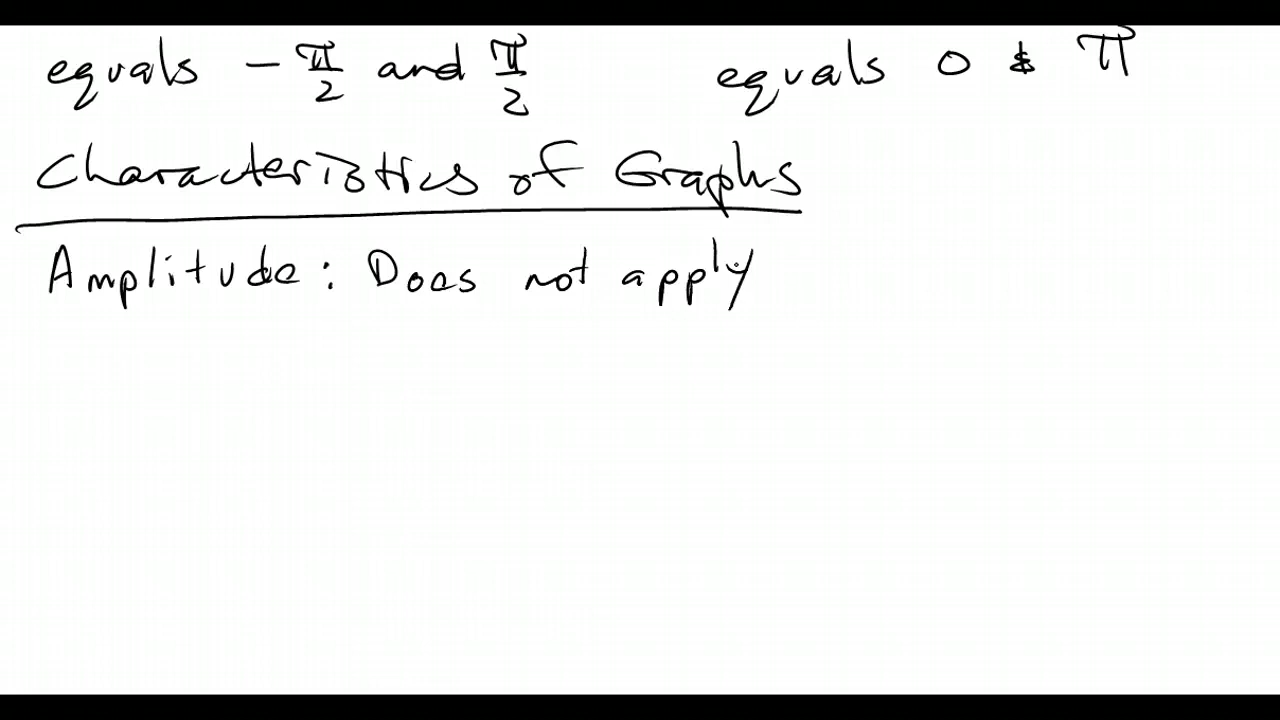 equals - π/2 and π/2 equals 0 & π
Characteristics of Graphs
Amplitude: Does not apply